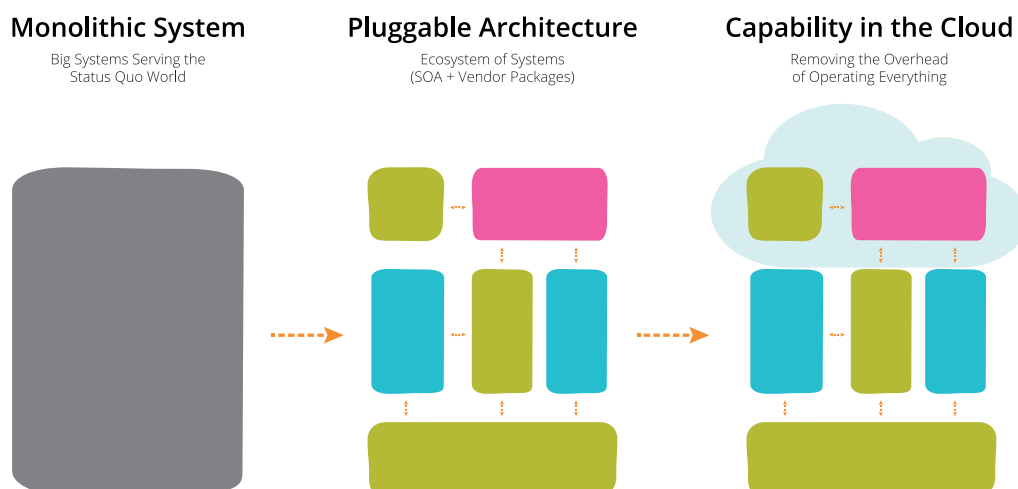 Monolithic System
Big Systems Serving the
Status Quo World
Pluggable Architecture
Ecosystem of Systems
(SOA + Vendor Packages)
Capability in the Cloud
Removing the Overhead
of Operating Everything